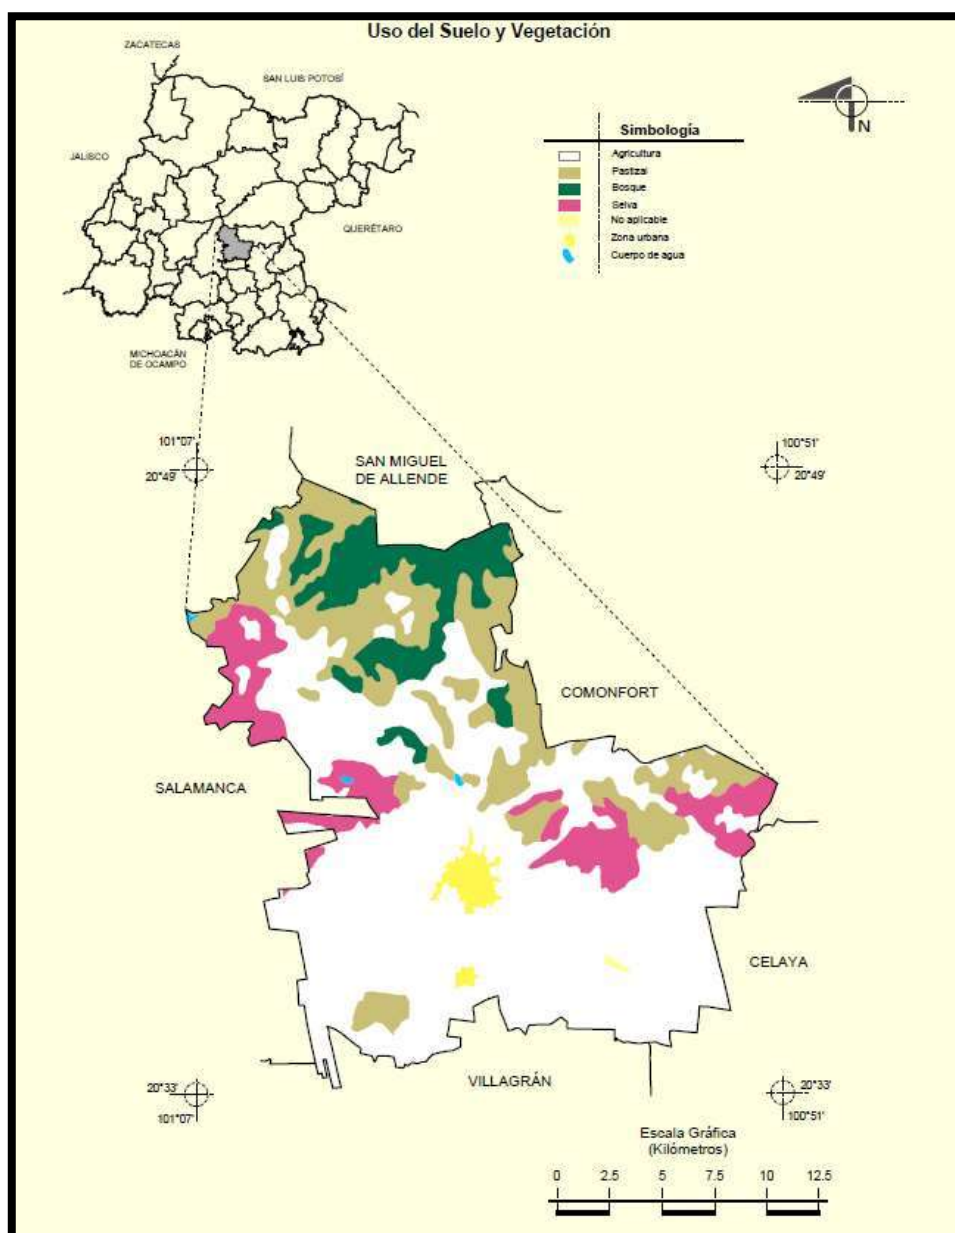 Uso del Suelo y Vegetación
ZACATECAS
SAN LUIS POTOSÍ
JALISCO
QUERÉTARO
MICHOACÁN
DE OCAMPO
N
Simbología
Agricultura
Pastizal
Bosque
Selva
No aplicable
Zona urbana
Cuerpo de agua
101°07'
20°49'
100°51'
20°49'
SAN MIGUEL
DE ALLENDE
COMONFORT
SALAMANCA
CELAYA
VILLAGRÁN
20°33'
101°07'
20°33'
100°51'
Escala Gráfica
(Kilómetros)
0 2.5 5 7.5 10 12.5